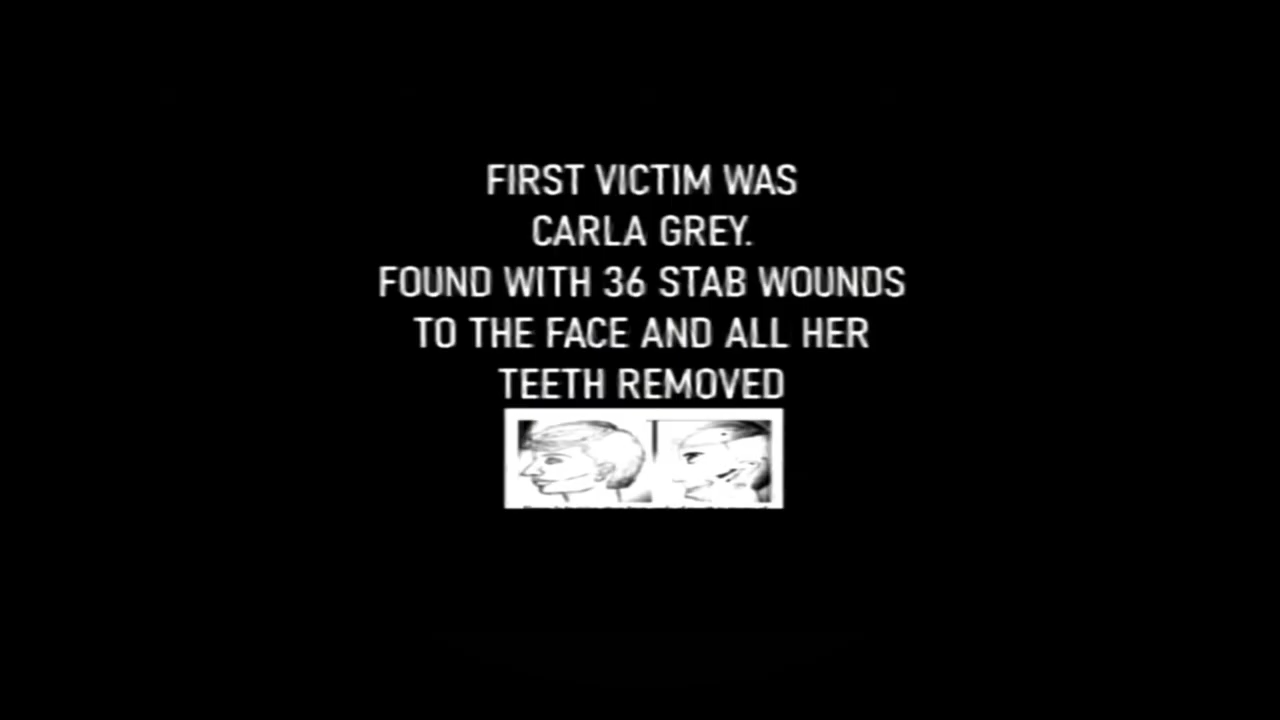 FIRST VICTIM WAS
CARLA GREY.
FOUND WITH 36 STAB WOUNDS
TO THE FACE AND ALL HER
TEETH REMOVED